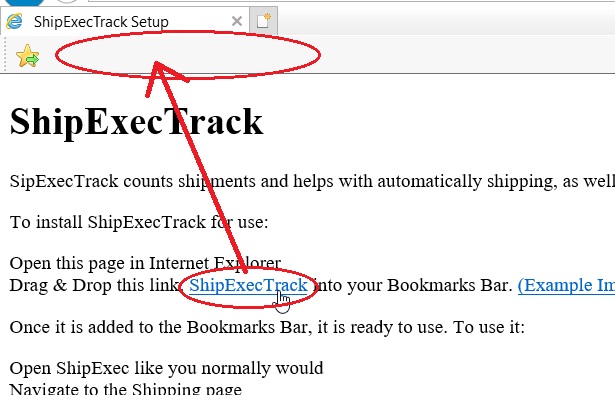 ShipExecTrack Setup
ShipExecTrack
SipExecTrack counts shipments and helps with automatically shipping, as well
To install ShipExecTrack for use:
Open this page in Internet Explorer
Drag & Drop this link: ShipExecTrack into your Bookmarks Bar. (Example Im
Once it is added to the Bookmarks Bar, it is ready to use. To use it:
Open ShipExec like you normally would
Navigate to the Shipping page